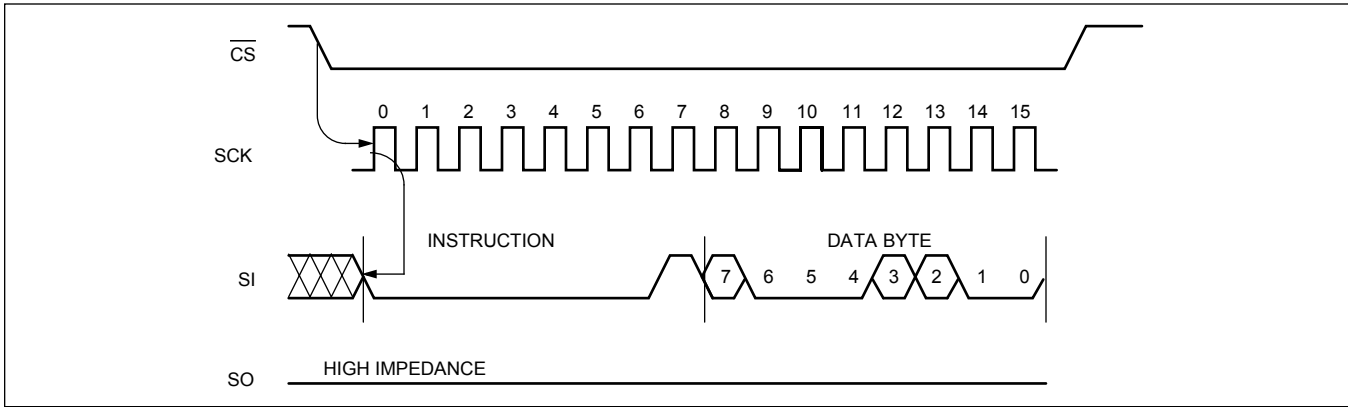 CS
0 1 2 3 4 5 6 7 8 9 10 11 12 13 14 15
SCK
INSTRUCTION DATA BYTE
SI 7 6 5 4 3 2 1 0
HIGH IMPEDANCE
SO